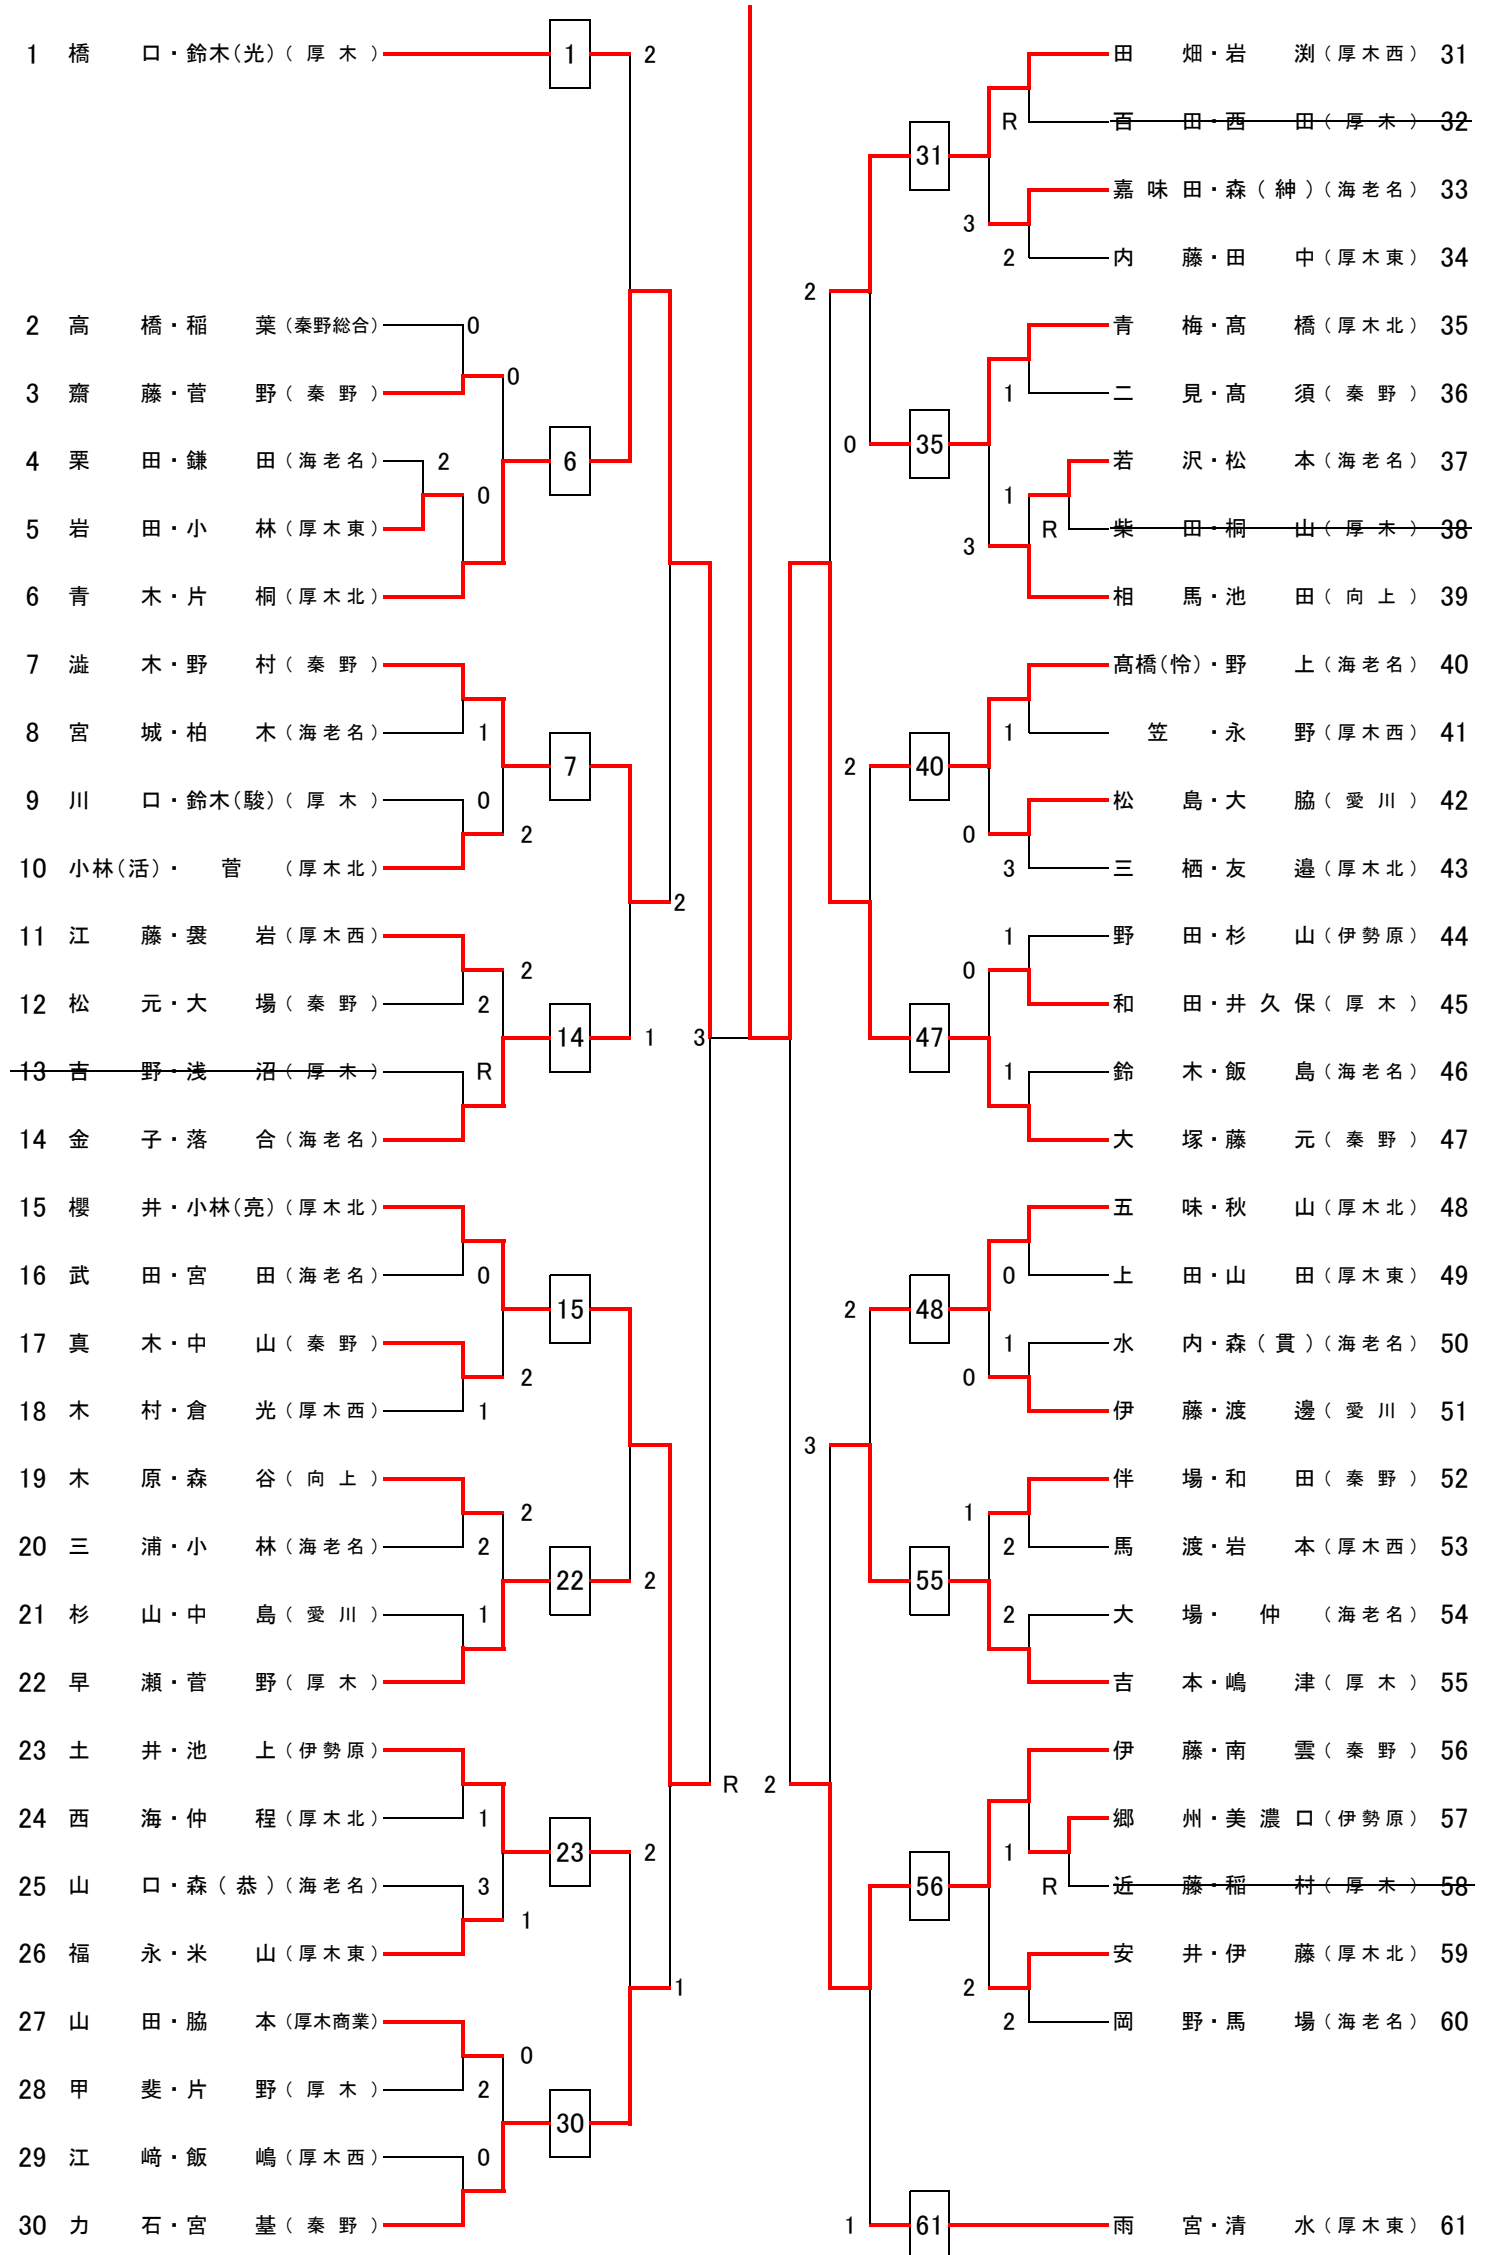 1 橋 口・鈴木(光)(厚木) 1 2
2 高 橋・稲 葉(秦野総合) 0
0
3 齋 藤・菅 野(秦野)
4 栗 田・鎌 田(海老名) 2 6
0
5 岩 田・小 林(厚木東)
6 青 木・片 桐(厚木北)
7 澁 木・野 村(秦野)
8 宮 城・柏 木(海老名) 1
7
9 川 口・鈴木(駿)(厚木) 0
2
10 小林(活)・ 菅 (厚木北)
2
11 江 藤・裊 岩(厚木西)
2
12 松 元・大 場(秦野) 2
14 1 3
13 吉 野・浅 沼(厚木) R
14 金 子・落 合(海老名)
15 櫻 井・小林(亮)(厚木北)
16 武 田・宮 田(海老名) 0
15
17 真 木・中 山(秦野)
2
18 木 村・倉 光(厚木西) 1
19 木 原・森 谷(向上)
2
20 三 浦・小 林(海老名) 2
22 2
21 杉 山・中 島(愛川) 1
22 早 瀬・菅 野(厚木)
23 土 井・池 上(伊勢原)
R 2
24 西 海・仲 程(厚木北) 1
23 2
25 山 口・森(恭)(海老名) 3
1
26 福 永・米 山(厚木東)
1
27 山 田・脇 本(厚木商業)
0
28 甲 斐・片 野(厚木) 2
30
29 江 﨑・飯 嶋(厚木西) 0
30 力 石・宮 基(秦野)
田 畑・岩 渕(厚木西) 31
R 百 田・西 田(厚木) 32
31
嘉味田・森(紳)(海老名) 33
3
2 内 藤・田 中(厚木東) 34
2
青 梅・髙 橋(厚木北) 35
1 二 見・髙 須(秦野) 36
0 35
若 沢・松 本(海老名) 37
1
R 柴 田・桐 山(厚木) 38
3
相 馬・池 田(向上) 39
髙橋(怜)・野 上(海老名) 40
1 笠 ・永 野(厚木西) 41
2 40
松 島・大 脇(愛川) 42
0
3 三 栖・友 邉(厚木北) 43
1 野 田・杉 山(伊勢原) 44
0
和 田・井久保(厚木) 45
47
1 鈴 木・飯 島(海老名) 46
大 塚・藤 元(秦野) 47
五 味・秋 山(厚木北) 48
0 上 田・山 田(厚木東) 49
2 48
1 水 内・森(貫)(海老名) 50
0
伊 藤・渡 邊(愛川) 51
3
伴 場・和 田(秦野) 52
1
2 馬 渡・岩 本(厚木西) 53
55
2 大 場・ 仲 (海老名) 54
吉 本・嶋 津(厚木) 55
伊 藤・南 雲(秦野) 56
郷 州・美濃口(伊勢原) 57
1
56 R 近 藤・稲 村(厚木) 58
安 井・伊 藤(厚木北) 59
2
2 岡 野・馬 場(海老名) 60
1 61 雨 宮・清 水(厚木東) 61